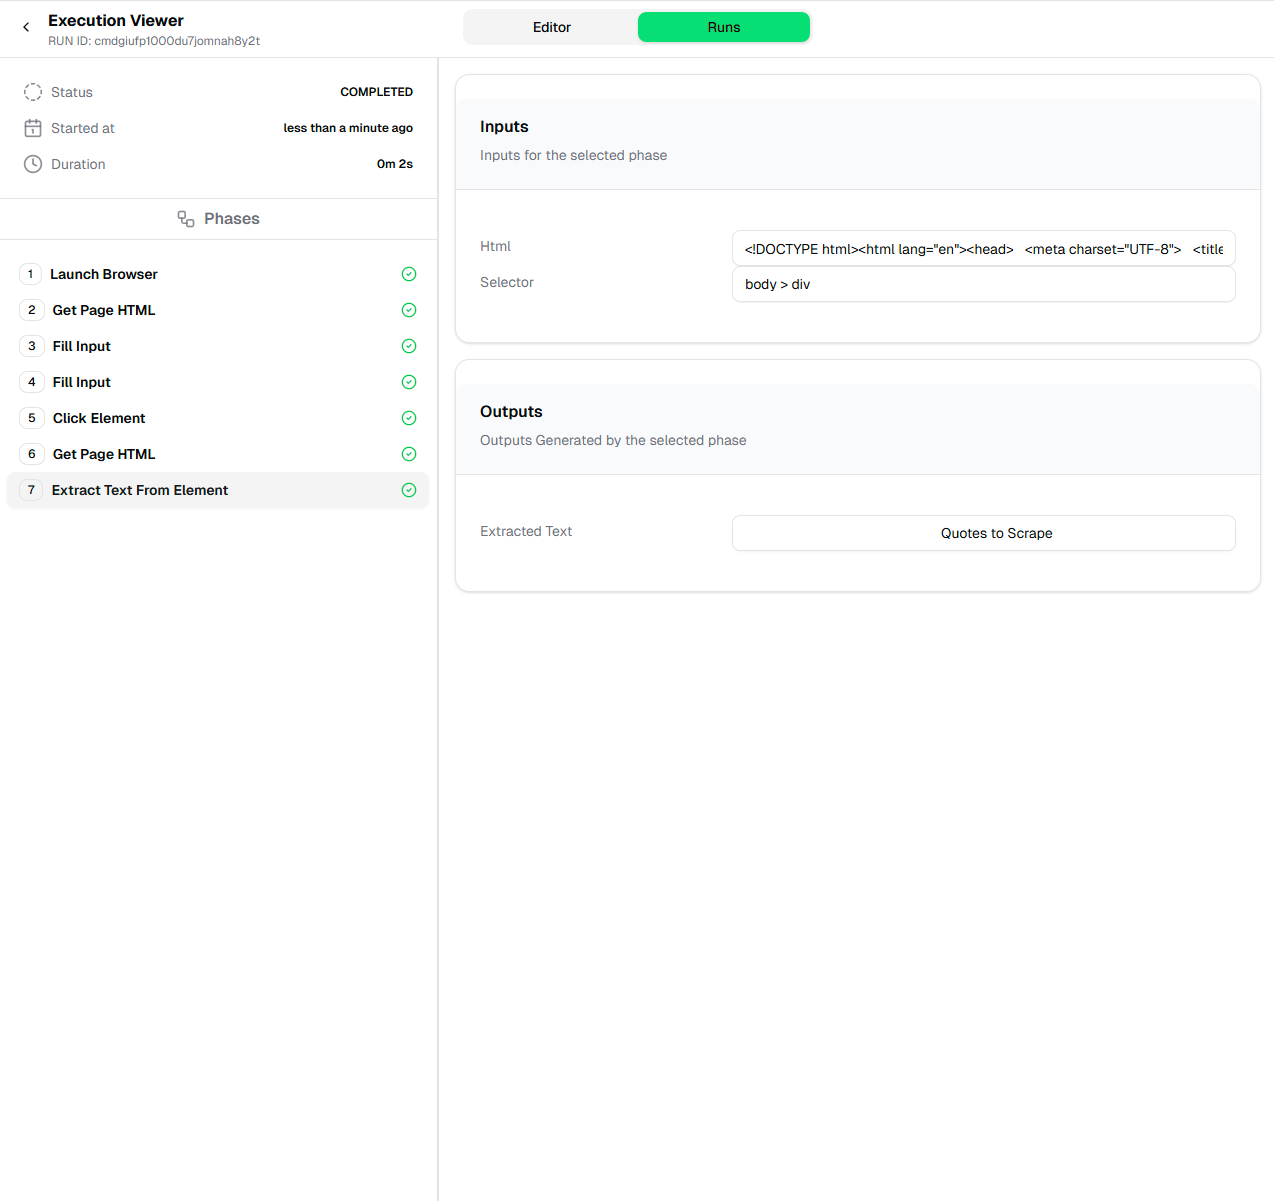 Execution Viewer
RUN ID: cmdgiufp1000du7jomnah8y2t
Editor
Runs
Status
COMPLETED
Started at
less than a minute ago
Duration
0m 2s
Phases
1 Launch Browser
2 Get Page HTML
3 Fill Input
4 Fill Input
5 Click Element
6 Get Page HTML
7 Extract Text From Element
Inputs
Inputs for the selected phase
Html
<!DOCTYPE html><html lang="en"><head> <meta charset="UTF-8"> <title
Selector
body > div
Outputs
Outputs Generated by the selected phase
Extracted Text
Quotes to Scrape